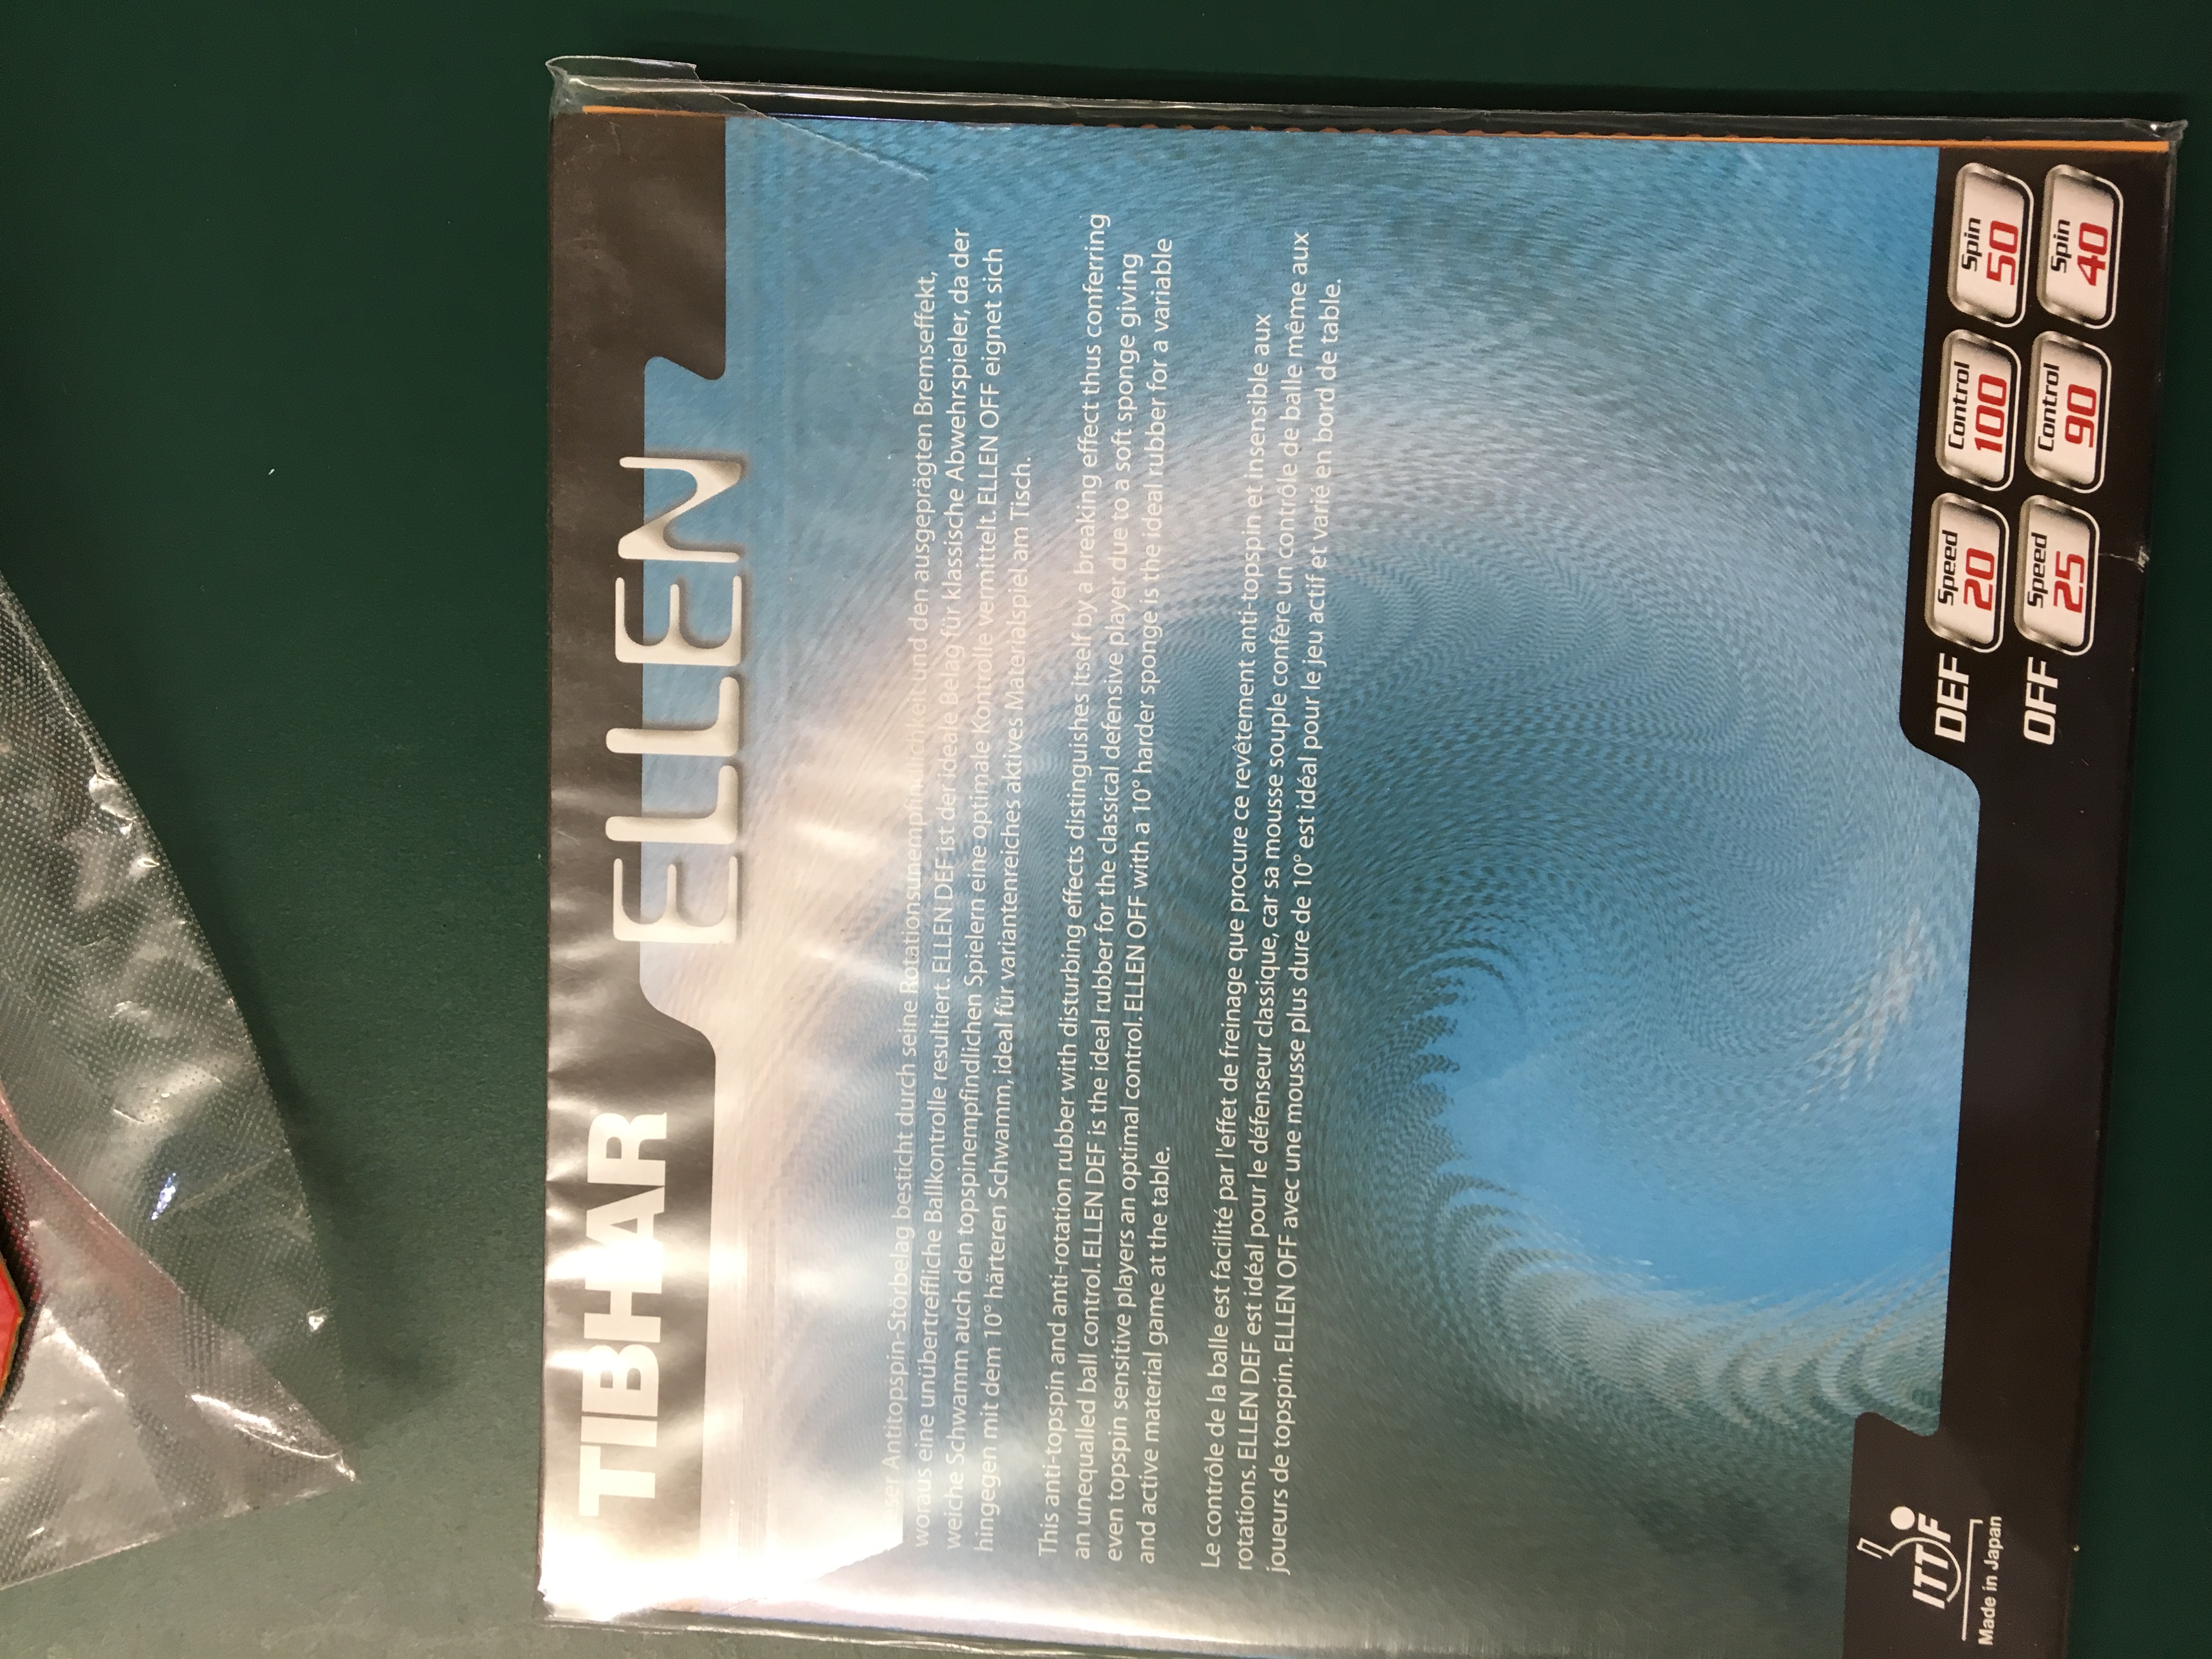 TIBHAR ELLEN
Antitopspin-Störbelag besticht durch seine Rotationsunempfindlichkeit und den ausgeprägten Bremseffekt,
woraus eine unübertreffliche Ballkontrolle resultiert. ELLEN DEF ist der ideale Belag für klassische Abwehrspieler, da der
weiche Schwamm auch den topspinempfindlichen Spielern eine optimale Kontrolle vermittelt. ELLEN OFF eignet sich
hingegen mit dem 10° härteren Schwamm, ideal für variantenreiches aktives Materialspiel am Tisch.
This anti-topspin and anti-rotation rubber with disturbing effects distinguishes itself by a breaking effect thus conferring
an unequalled ball control. ELLEN DEF is the ideal rubber for the classical defensive player due to a soft sponge giving
even topspin sensitive players an optimal control. ELLEN OFF with a 10° harder sponge is the ideal rubber for a variable
and active material game at the table.
Le contrôle de la balle est facilité par l'effet de freinage que procure ce revêtement anti-topspin et insensible aux
rotations. ELLEN DEF est idéal pour le défenseur classique, car sa mousse souple confère un contrôle de balle même aux
joueurs de topspin. ELLEN OFF avec une mousse plus dure de 10° est idéal pour le jeu actif et varié en bord de table.
DEF Speed 20 Control 100 Spin 50
OFF Speed 25 Control 90 Spin 40
ITTF
Made in Japan